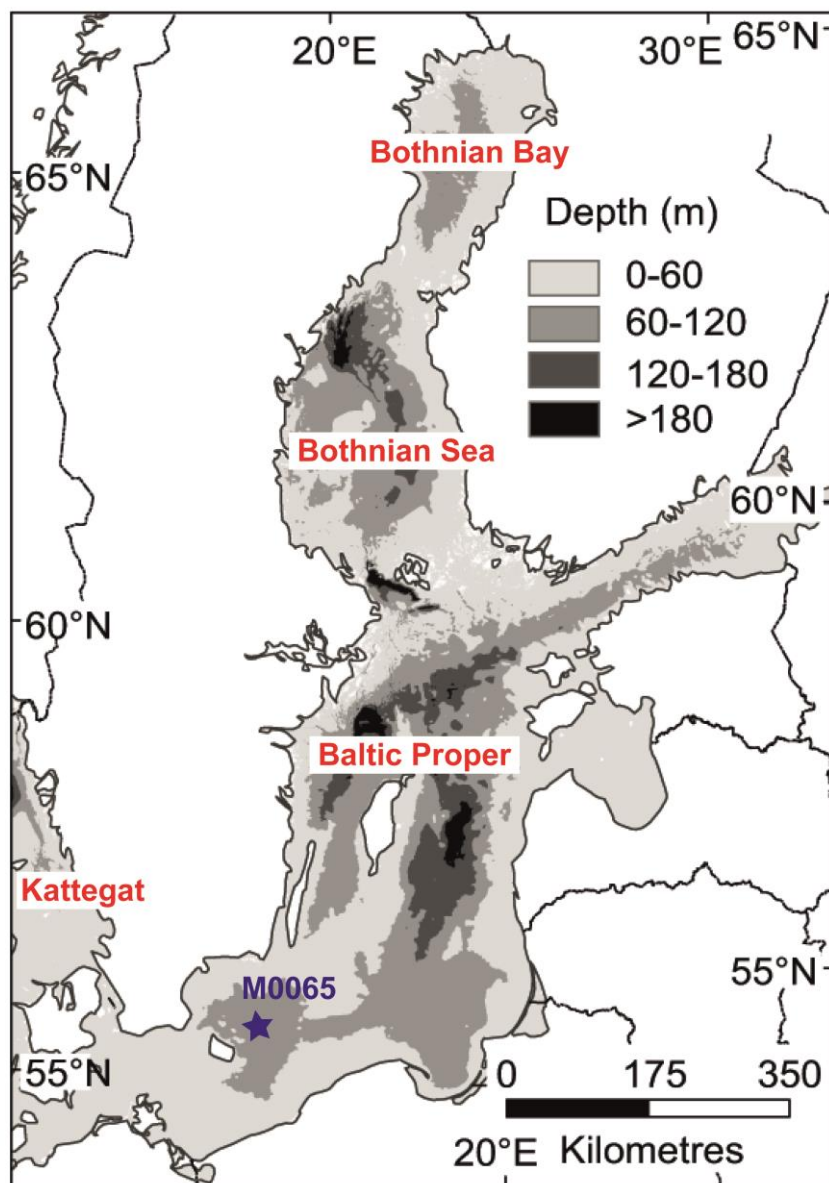 20°E
30°E
65°N
Bothnian Bay
65°N
Depth (m)
0-60
60-120
120-180
>180
Bothnian Sea
60°N
60°N
Baltic Proper
Kattegat
55°N
M0065
55°N
0
175
350
20°E
Kilometres